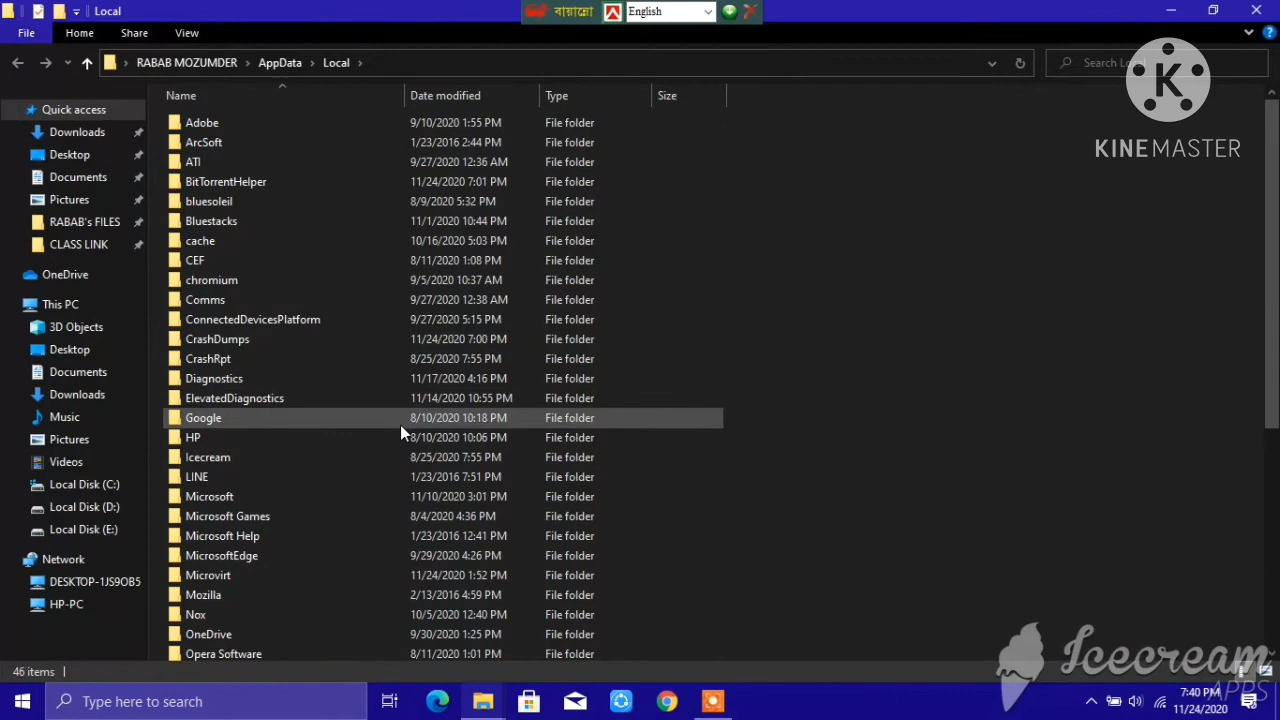 Local
বায়ান্নো
English
File Home Share View
RABAB MOZUMDER AppData Local
Search Local
KINEMASTER
Name Date modified Type Size
Quick access
Downloads
Desktop
Documents
Pictures
RABAB's FILES
CLASS LINK
OneDrive
This PC
3D Objects
Desktop
Documents
Downloads
Music
Pictures
Videos
Local Disk (C:)
Local Disk (D:)
Local Disk (E:)
Network
DESKTOP-1JS9OB5
HP-PC
Adobe 9/10/2020 1:55 PM File folder
ArcSoft 1/23/2016 2:44 PM File folder
ATI 9/27/2020 12:36 AM File folder
BitTorrentHelper 11/24/2020 7:01 PM File folder
bluesoleil 8/9/2020 5:32 PM File folder
Bluestacks 11/1/2020 10:44 PM File folder
cache 10/16/2020 5:03 PM File folder
CEF 8/11/2020 1:08 PM File folder
chromium 9/5/2020 10:37 AM File folder
Comms 9/27/2020 12:38 AM File folder
ConnectedDevicesPlatform 9/27/2020 5:15 PM File folder
CrashDumps 11/24/2020 7:00 PM File folder
CrashRpt 8/25/2020 7:55 PM File folder
Diagnostics 11/17/2020 4:16 PM File folder
ElevatedDiagnostics 11/14/2020 10:55 PM File folder
Google 8/10/2020 10:18 PM File folder
HP 8/10/2020 10:06 PM File folder
Icecream 8/25/2020 7:55 PM File folder
LINE 1/23/2016 7:51 PM File folder
Microsoft 11/10/2020 3:01 PM File folder
Microsoft Games 8/4/2020 4:36 PM File folder
Microsoft Help 1/23/2016 12:41 PM File folder
MicrosoftEdge 9/29/2020 4:26 PM File folder
Microvirt 11/24/2020 1:52 PM File folder
Mozilla 2/13/2016 4:59 PM File folder
Nox 10/5/2020 12:40 PM File folder
OneDrive 9/30/2020 1:25 PM File folder
Opera Software 8/11/2020 1:01 PM File folder
46 items
Icecream
APPS
Type here to search
7:40 PM
11/24/2020